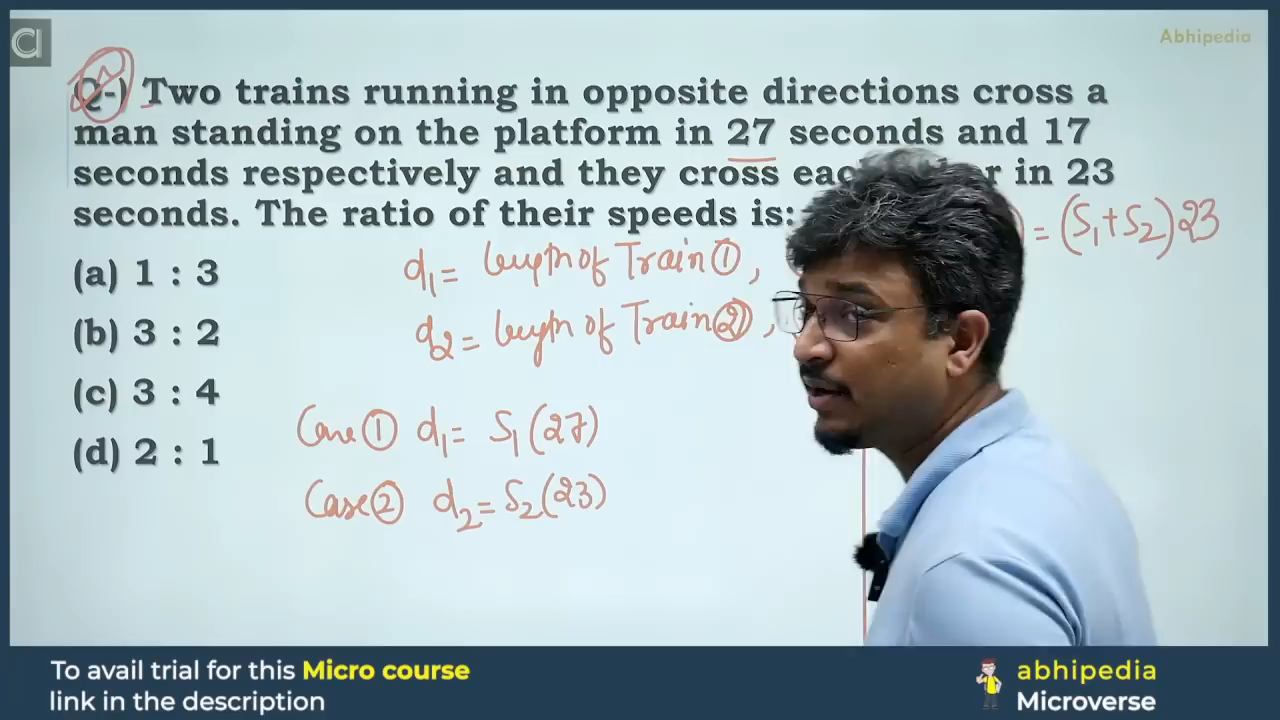 Abhipedia
Q-) Two trains running in opposite directions cross a
man standing on the platform in 27 seconds and 17
seconds respectively and they cross in 23
seconds. The ratio of their speeds is:
= (S₁+S₂)23
(a) 1 : 3
d₁= length of Train ①,
(b) 3 : 2
d₂= length of Train ②,
(c) 3 : 4
Case ① d₁= S₁(27)
(d) 2 : 1
Case ② d₂= S₂(23)
To avail trial for this Micro course
link in the description
abhipedia
Microverse